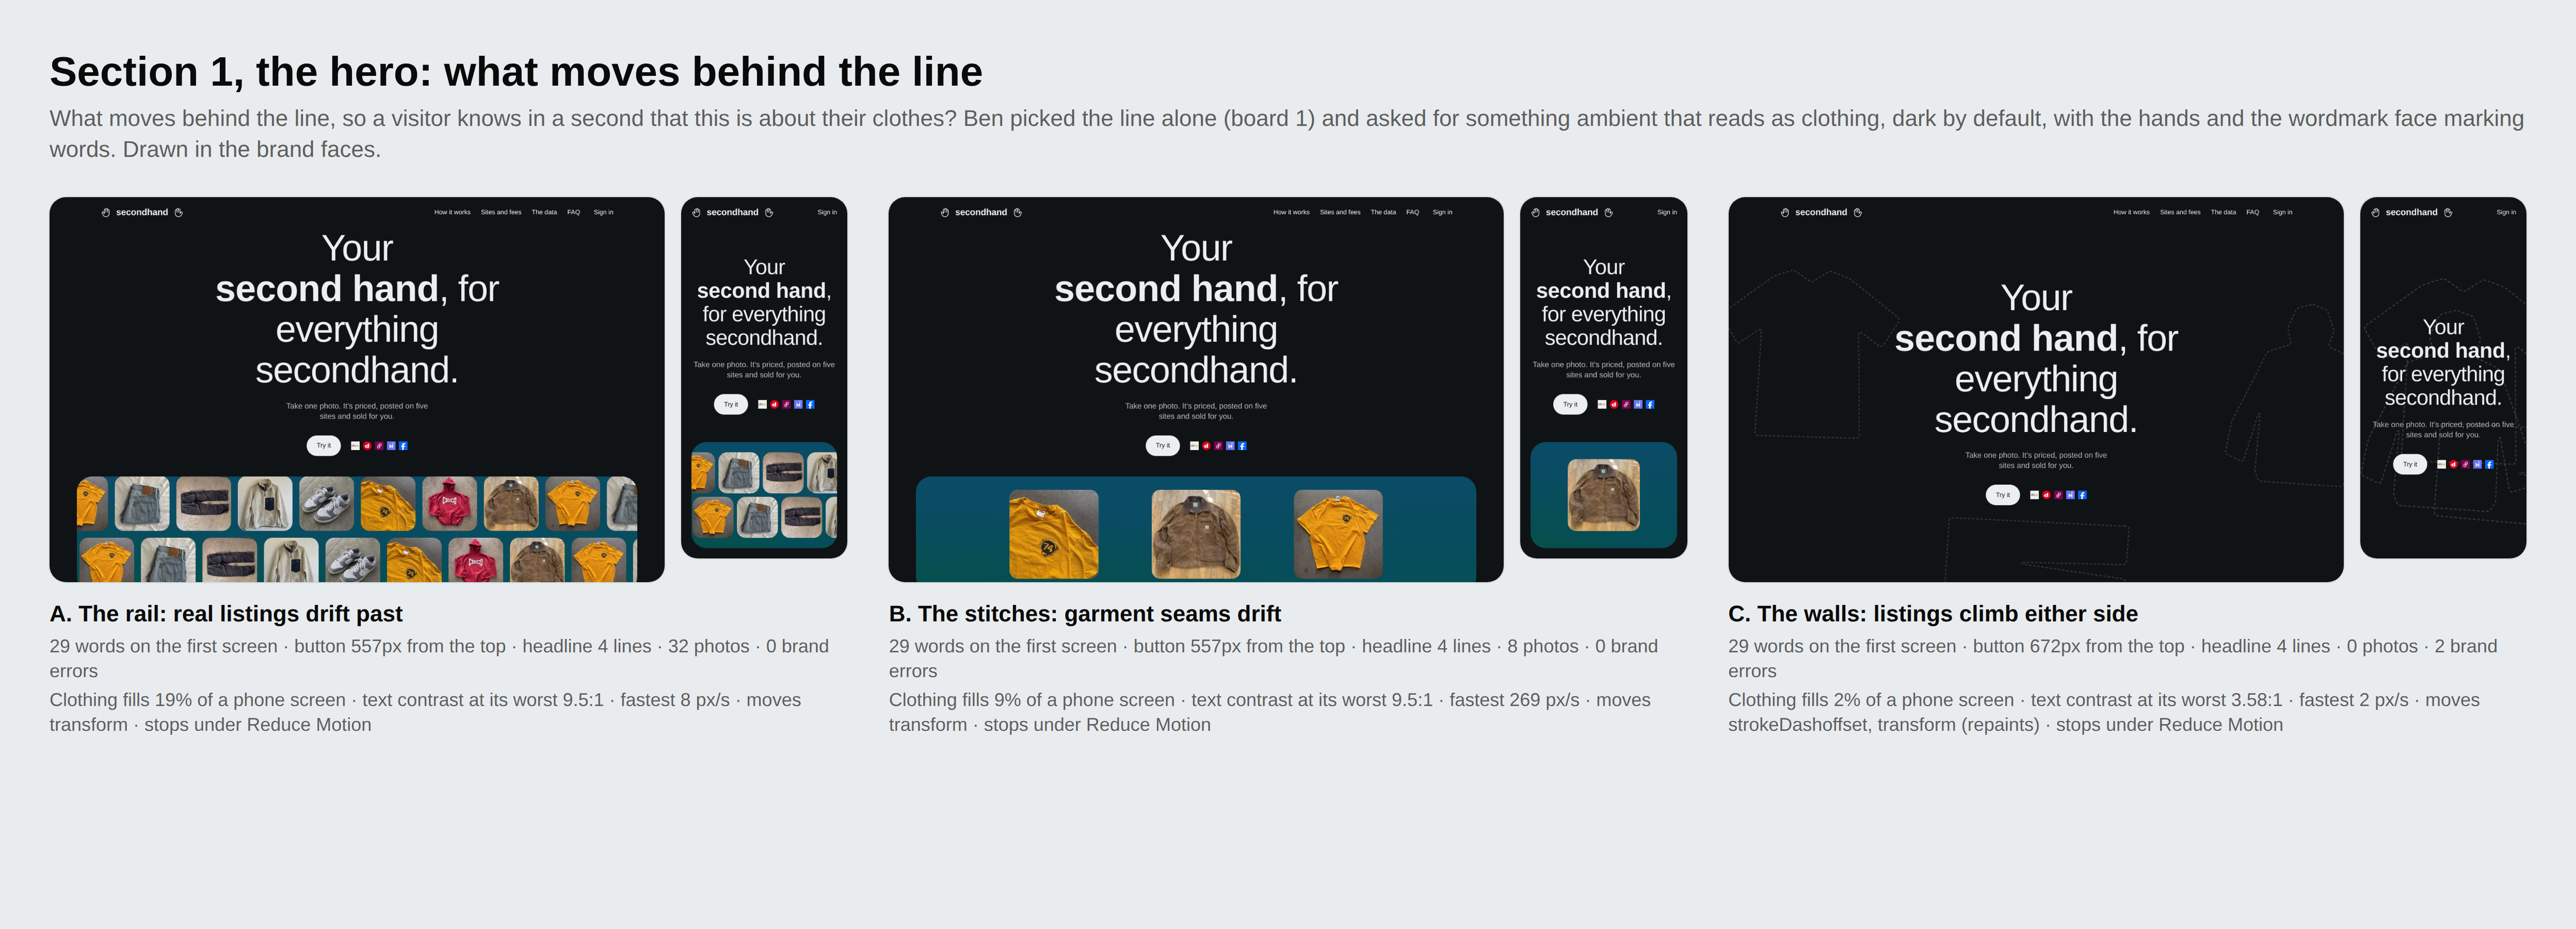 Section 1, the hero: what moves behind the line
What moves behind the line, so a visitor knows in a second that this is about their clothes? Ben picked the line alone (board 1) and asked for something ambient that reads as clothing, dark by default, with the hands and the wordmark face marking
words. Drawn in the brand faces.
secondhand
How it works Sites and fees The data FAQ Sign in
Your
second hand, for
everything
secondhand.
Take one photo. It's priced, posted on five
sites and sold for you.
Try it
secondhand
Sign in
Your
second hand,
for everything
secondhand.
Take one photo. It's priced, posted on five
sites and sold for you.
Try it
A. The rail: real listings drift past
29 words on the first screen · button 557px from the top · headline 4 lines · 32 photos · 0 brand
errors
Clothing fills 19% of a phone screen · text contrast at its worst 9.5:1 · fastest 8 px/s · moves
transform · stops under Reduce Motion
secondhand
How it works Sites and fees The data FAQ Sign in
Your
second hand, for
everything
secondhand.
Take one photo. It's priced, posted on five
sites and sold for you.
Try it
secondhand
Sign in
Your
second hand,
for everything
secondhand.
Take one photo. It's priced, posted on five
sites and sold for you.
Try it
B. The stitches: garment seams drift
29 words on the first screen · button 557px from the top · headline 4 lines · 8 photos · 0 brand
errors
Clothing fills 9% of a phone screen · text contrast at its worst 9.5:1 · fastest 269 px/s · moves
transform · stops under Reduce Motion
secondhand
How it works Sites and fees The data FAQ Sign in
Your
second hand, for
everything
secondhand.
Take one photo. It's priced, posted on five
sites and sold for you.
Try it
secondhand
Sign in
Your
second hand,
for everything
secondhand.
Take one photo. It's priced, posted on five
sites and sold for you.
Try it
C. The walls: listings climb either side
29 words on the first screen · button 672px from the top · headline 4 lines · 0 photos · 2 brand
errors
Clothing fills 2% of a phone screen · text contrast at its worst 3.58:1 · fastest 2 px/s · moves
strokeDashoffset, transform (repaints) · stops under Reduce Motion